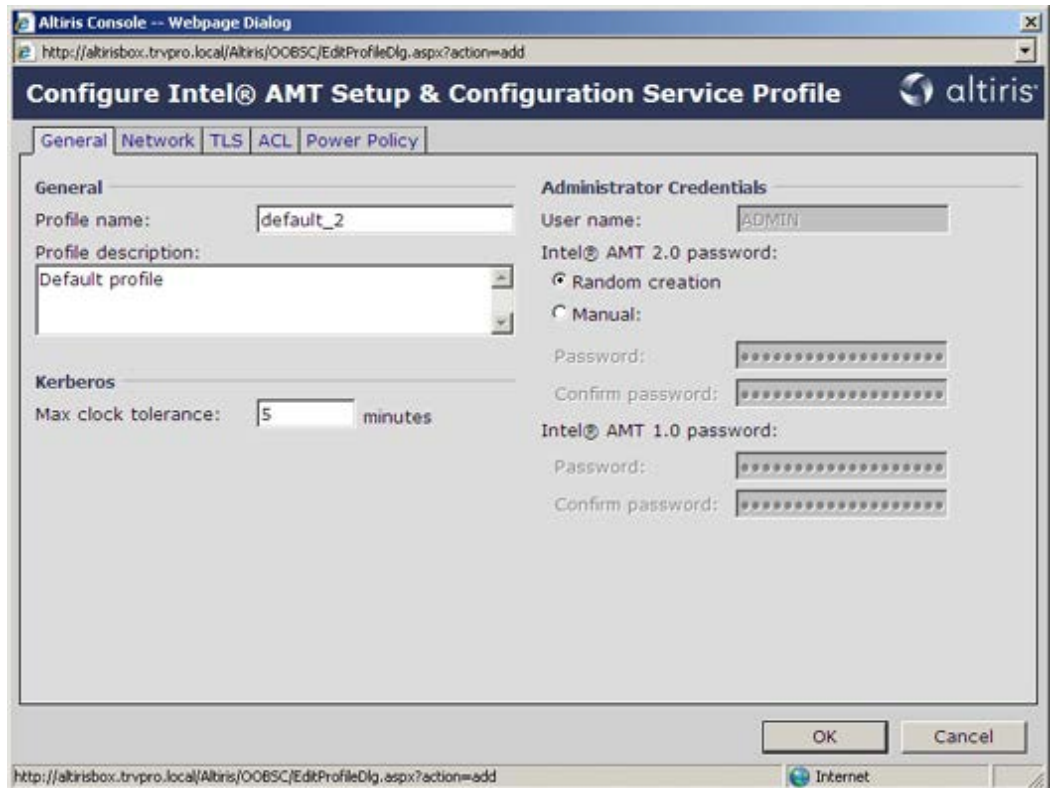 Altiris Console -- Webpage Dialog
http://altirisbox.trvpro.local/Altiris/OOBSC/EditProfileDlg.aspx?action=add
Configure Intel® AMT Setup & Configuration Service Profile
altiris
General Network TLS ACL Power Policy
General
Profile name: default_2
Profile description:
Default profile
Kerberos
Max clock tolerance: 5 minutes
Administrator Credentials
User name: ADMIN
Intel® AMT 2.0 password:
Random creation
Manual:
Password:
Confirm password:
Intel® AMT 1.0 password:
Password:
Confirm password:
OK Cancel
http://altirisbox.trvpro.local/Altiris/OOBSC/EditProfileDlg.aspx?action=add Internet